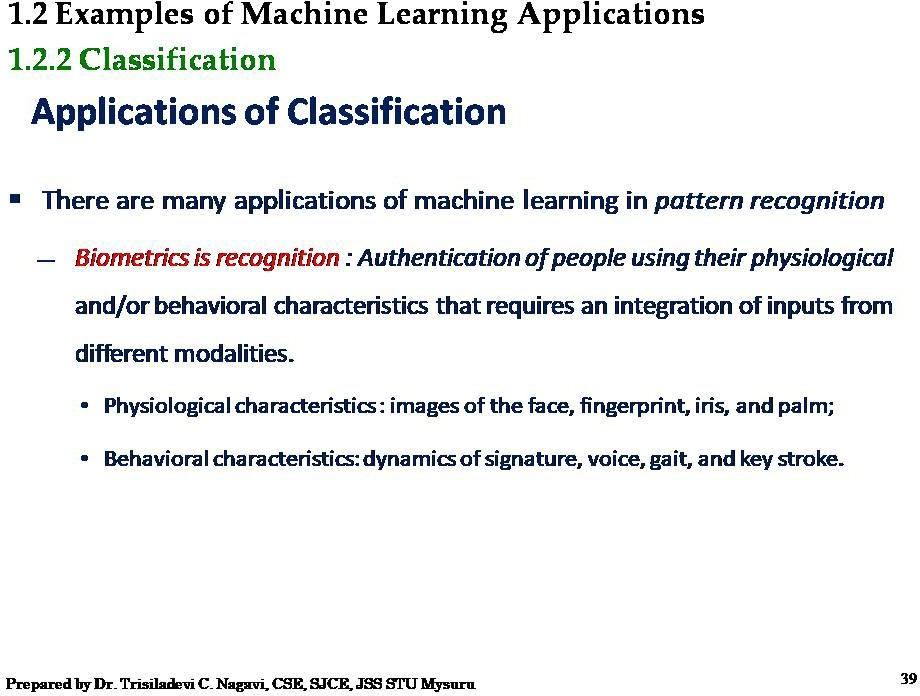 1.2 Examples of Machine Learning Applications
1.2.2 Classification
Applications of Classification
▪ There are many applications of machine learning in pattern recognition
— Biometrics is recognition : Authentication of people using their physiological
and/or behavioral characteristics that requires an integration of inputs from
different modalities.
• Physiological characteristics : images of the face, fingerprint, iris, and palm;
• Behavioral characteristics: dynamics of signature, voice, gait, and key stroke.
Prepared by Dr. Trisiladevi C. Nagavi, CSE, SJCE, JSS STU Mysuru
39